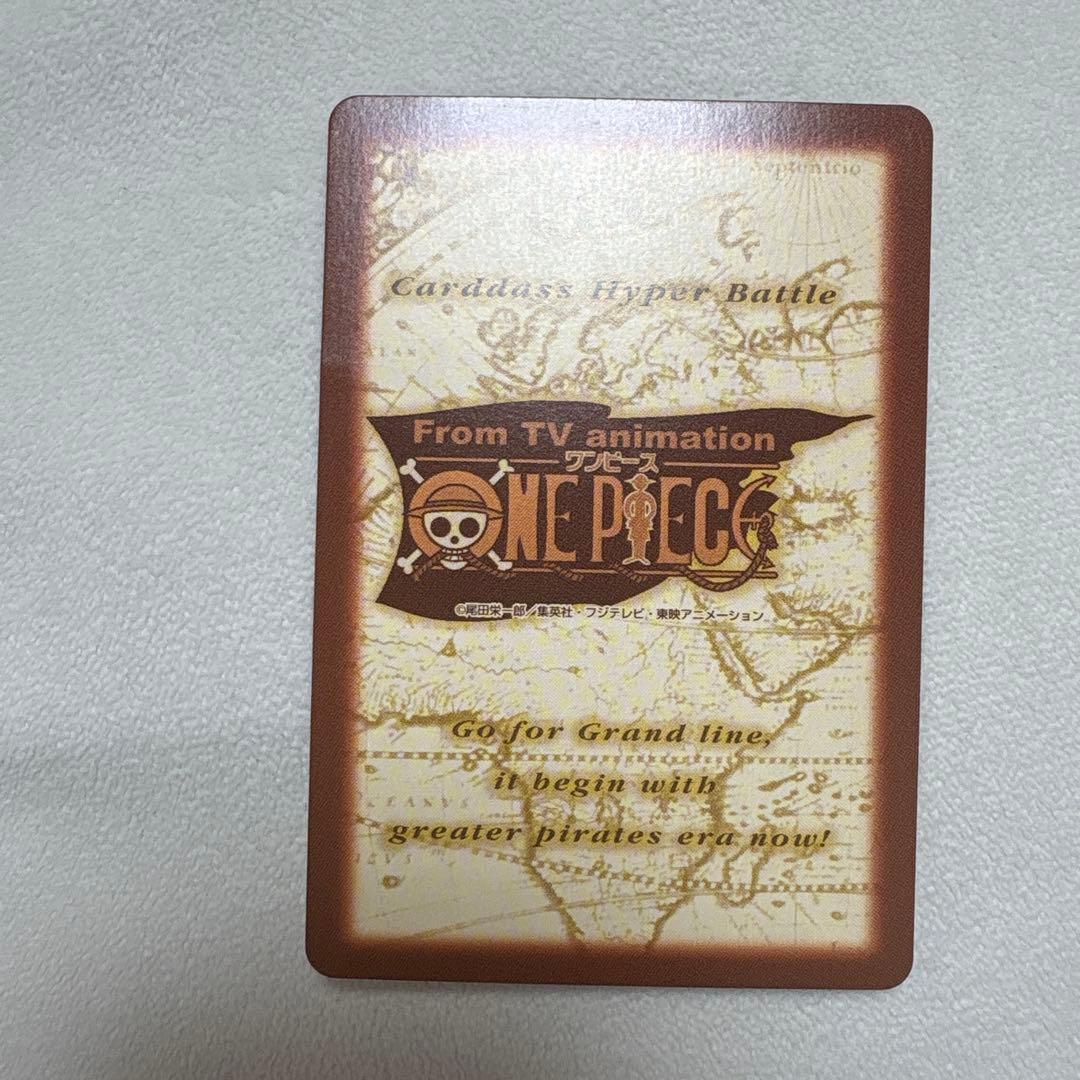 Septentrio
Carddass Hyper Battle
From TV animation
ワンピース
ONE PIECE
©尾田栄一郎/集英社・フジテレビ・東映アニメーション
Go for Grand line,
it begin with
greater pirates era now!